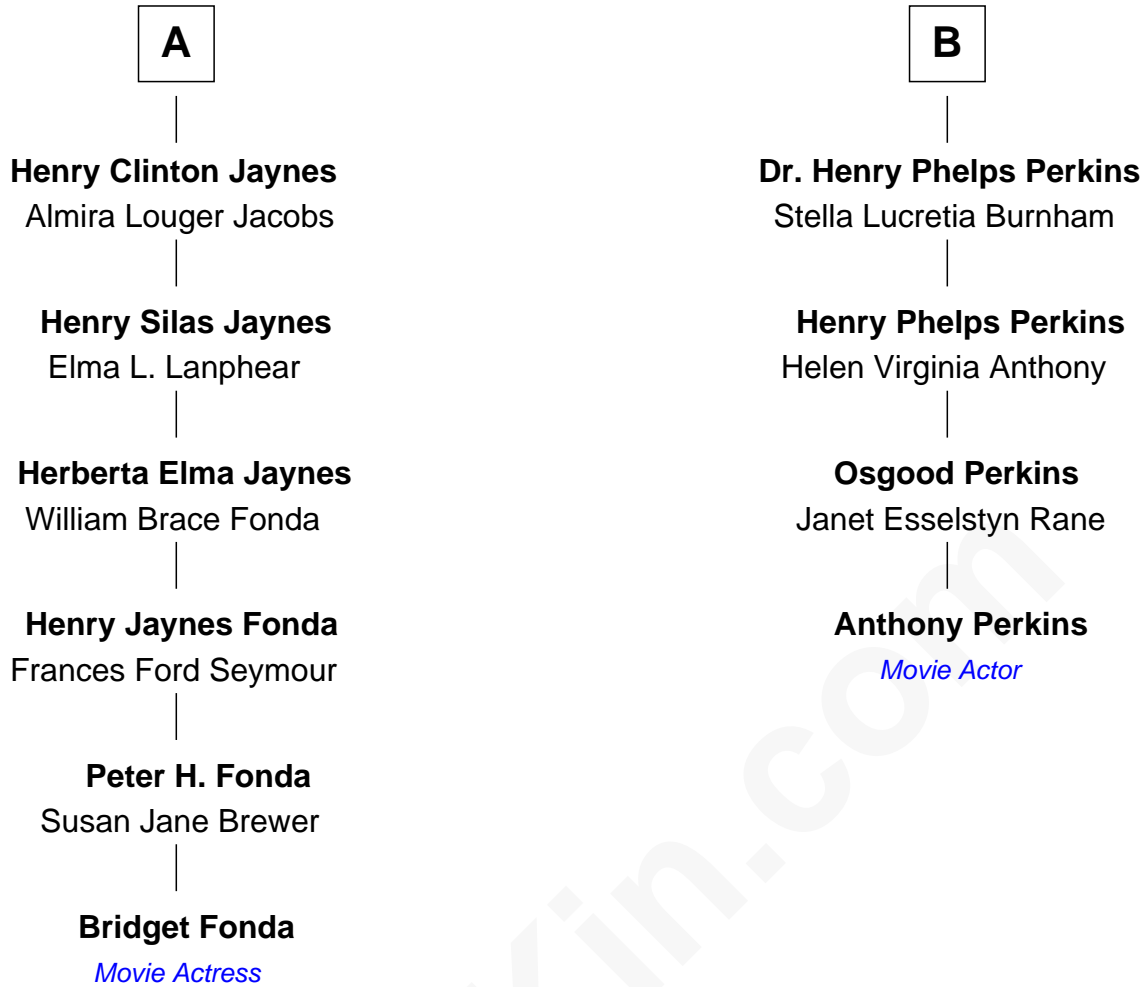 A
Henry Clinton Jaynes
Almira Louger Jacobs
Henry Silas Jaynes
Elma L. Lanphear
Herberta Elma Jaynes
William Brace Fonda
Henry Jaynes Fonda
Frances Ford Seymour
Peter H. Fonda
Susan Jane Brewer
Bridget Fonda
Movie Actress
B
Dr. Henry Phelps Perkins
Stella Lucretia Burnham
Henry Phelps Perkins
Helen Virginia Anthony
Osgood Perkins
Janet Esselstyn Rane
Anthony Perkins
Movie Actor
Kin.com